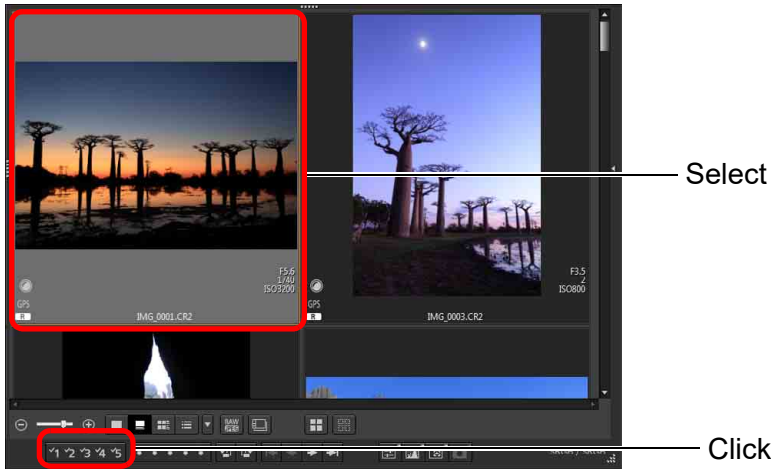 F5.6
1/40
ISO3200
GPS
R
IMG_0001.CR2
F3.5
2
ISO800
GPS
R
IMG_0003.CR2
Select
RAW
JPEG
1 2 3 4 5
Click